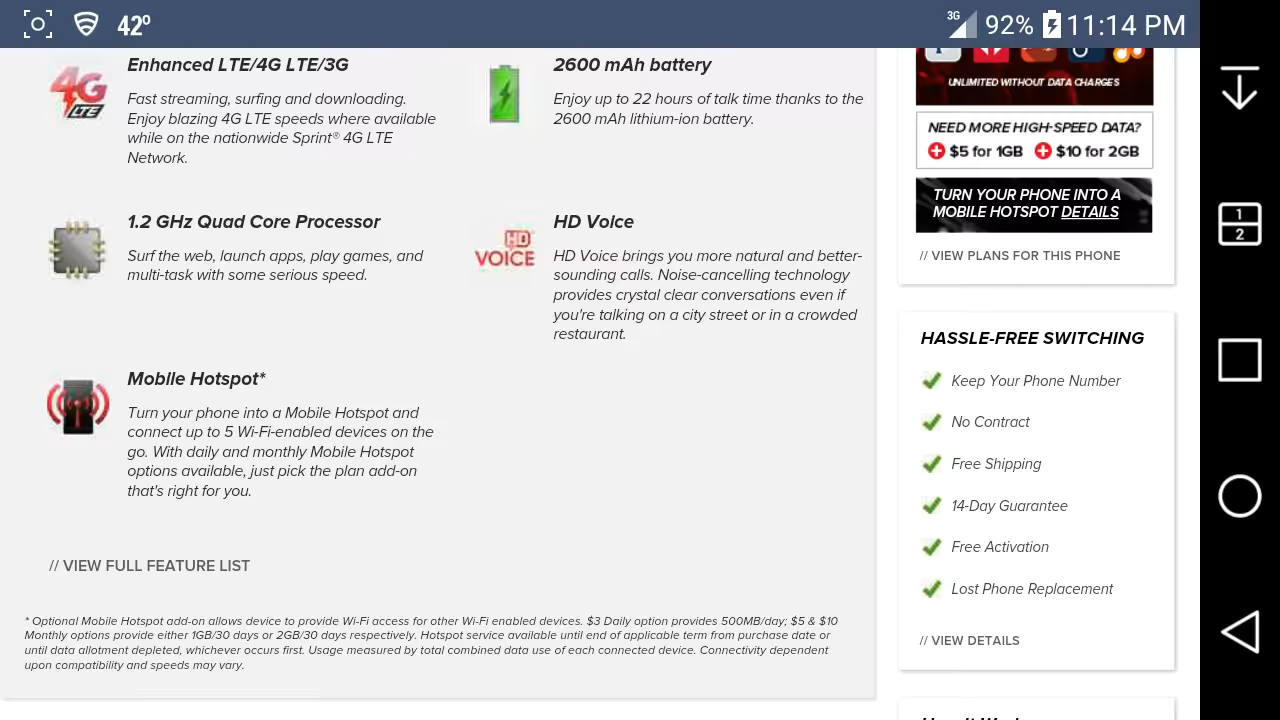 42º
3G
92%
11:14 PM
4G
LTE
Enhanced LTE/4G LTE/3G
Fast streaming, surfing and downloading.
Enjoy blazing 4G LTE speeds where available
while on the nationwide Sprint® 4G LTE
Network.
2600 mAh battery
Enjoy up to 22 hours of talk time thanks to the
2600 mAh lithium-ion battery.
1.2 GHz Quad Core Processor
Surf the web, launch apps, play games, and
multi-task with some serious speed.
HD
VOICE
HD Voice
HD Voice brings you more natural and better-
sounding calls. Noise-cancelling technology
provides crystal clear conversations even if
you're talking on a city street or in a crowded
restaurant.
Mobile Hotspot*
Turn your phone into a Mobile Hotspot and
connect up to 5 Wi-Fi-enabled devices on the
go. With daily and monthly Mobile Hotspot
options available, just pick the plan add-on
that's right for you.
// VIEW FULL FEATURE LIST
* Optional Mobile Hotspot add-on allows device to provide Wi-Fi access for other Wi-Fi enabled devices. $3 Daily option provides 500MB/day; $5 & $10
Monthly options provide either 1GB/30 days or 2GB/30 days respectively. Hotspot service available until end of applicable term from purchase date or
until data allotment depleted, whichever occurs first. Usage measured by total combined data use of each connected device. Connectivity dependent
upon compatibility and speeds may vary.
UNLIMITED WITHOUT DATA CHARGES
NEED MORE HIGH-SPEED DATA?
$5 for 1GB $10 for 2GB
TURN YOUR PHONE INTO A
MOBILE HOTSPOT DETAILS
// VIEW PLANS FOR THIS PHONE
HASSLE-FREE SWITCHING
Keep Your Phone Number
No Contract
Free Shipping
14-Day Guarantee
Free Activation
Lost Phone Replacement
// VIEW DETAILS
1
2